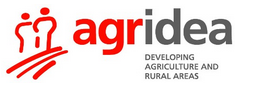 agridea
DEVELOPING
AGRICULTURE AND
RURAL AREAS